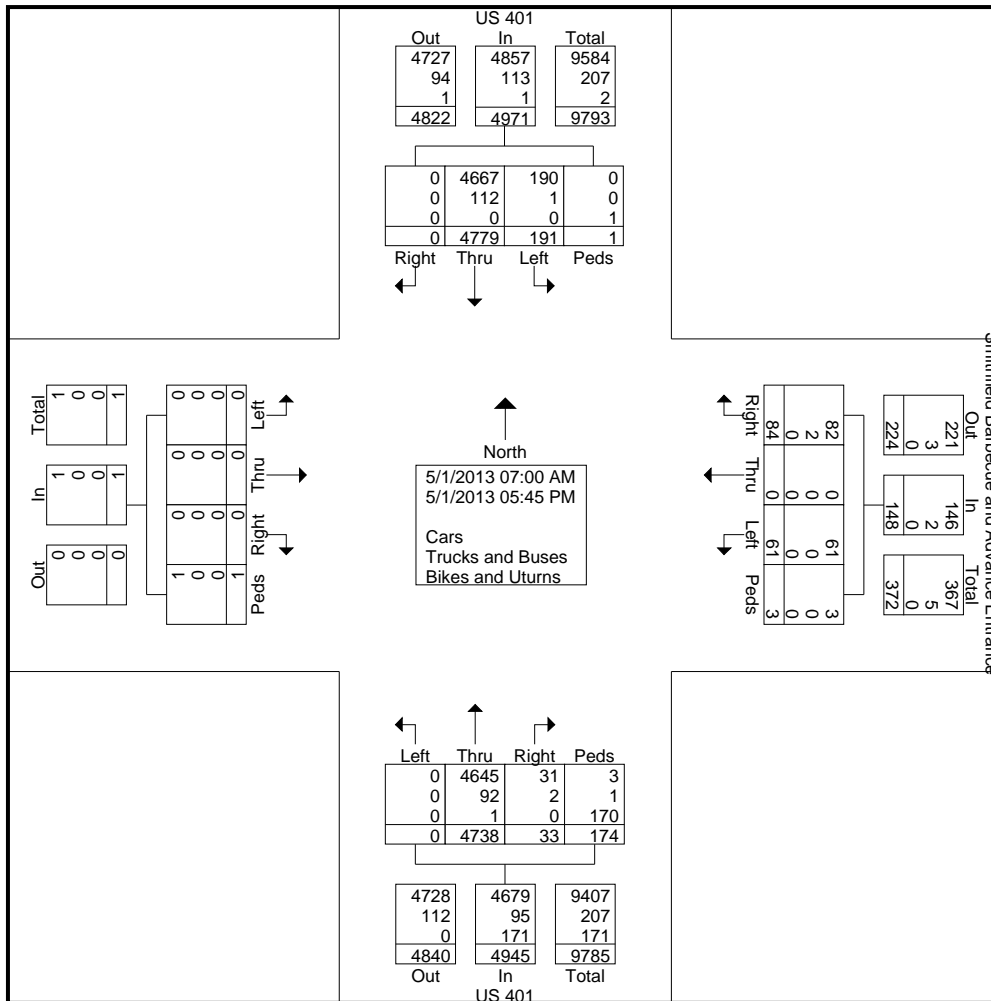 US 401
Out In Total
4727 4857 9584
94 113 207
1 1 2
4822 4971 9793
0 4667 190 0
0 112 1 0
0 0 0 1
0 4779 191 1
Right Thru Left Peds
Total
1 0 0 1
In
1 0 0 1
Out
0 0 0 0
Left
0 0 0 0
Thru
0 0 0 0
Right
0 0 0 0
Peds
1 0 0 1
North
5/1/2013 07:00 AM
5/1/2013 05:45 PM
Cars
Trucks and Buses
Bikes and Uturns
Right
82 2 0 84
Thru
0 0 0 0
Left
61 0 0 61
Peds
3 0 0 3
Out
221 3 0 224
In
146 2 0 148
Total
367 5 0 372
Smithfield Barbecue and Advance Entrance
Left Thru Right Peds
0 4645 31 3
0 92 2 1
0 1 0 170
0 4738 33 174
4728 4679 9407
112 95 207
0 171 171
4840 4945 9785
Out In Total
US 401